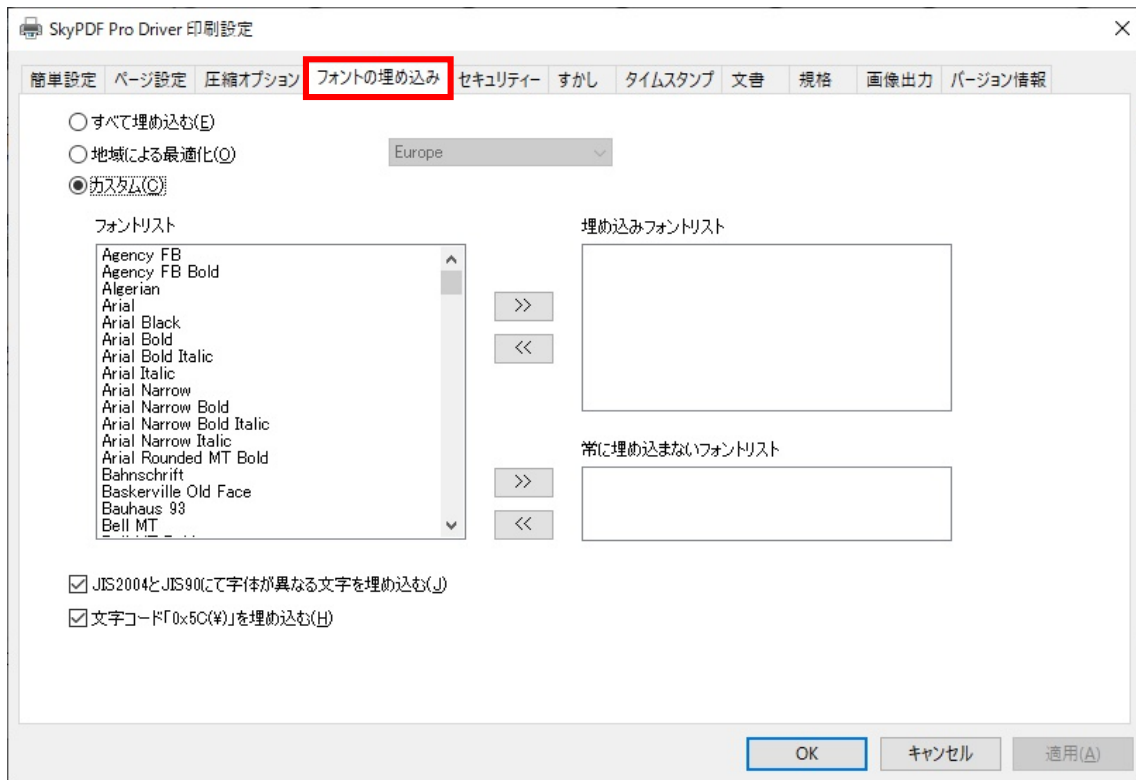 SkyPDF Pro Driver 印刷設定
簡単設定 ページ設定 圧縮オプション フォントの埋め込み セキュリティー すかし タイムスタンプ 文書 規格 画像出力 バージョン情報
すべて埋め込む(E)
地域による最適化(O) Europe
カスタム(C)
フォントリスト
Agency FB
Agency FB Bold
Algerian
Arial
Arial Black
Arial Bold
Arial Bold Italic
Arial Italic
Arial Narrow
Arial Narrow Bold
Arial Narrow Bold Italic
Arial Narrow Italic
Arial Rounded MT Bold
Bahnschrift
Baskerville Old Face
Bauhaus 93
Bell MT
>>
<<
埋め込みフォントリスト
>>
<<
常に埋め込まないフォントリスト
JIS2004とJIS90にて字体が異なる文字を埋め込む(J)
文字コード「0x5C(¥)」を埋め込む(H)
OK キャンセル 適用(A)